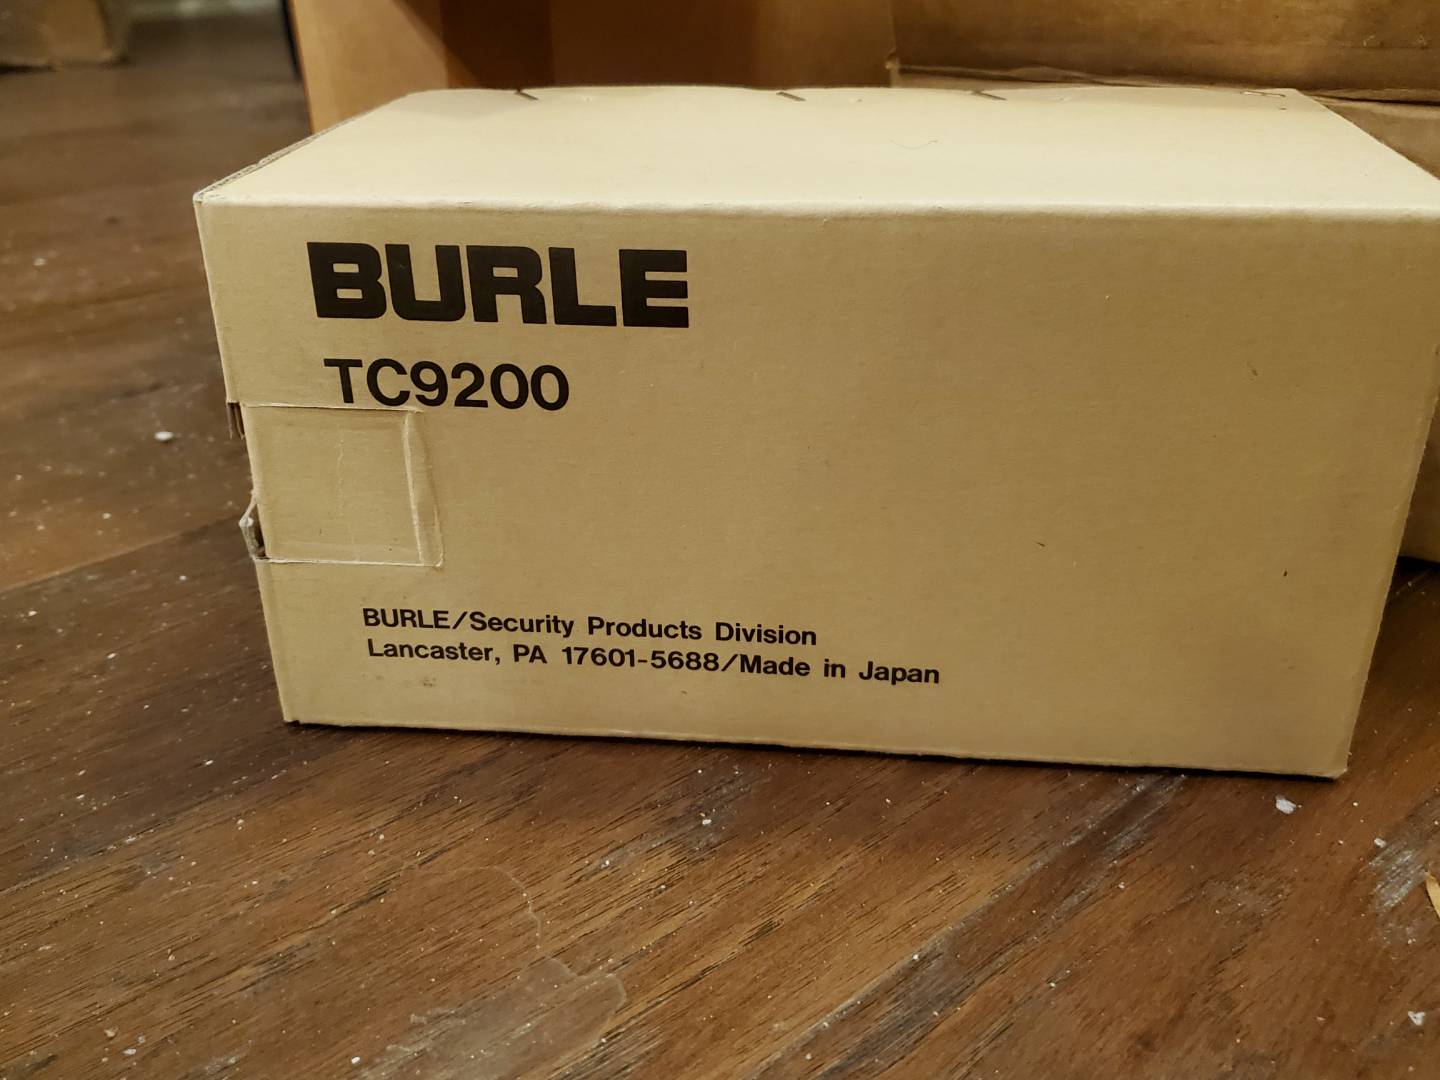 BURLE
TC9200
BURLE/Security Products Division
Lancaster, PA 17601-5688/Made in Japan